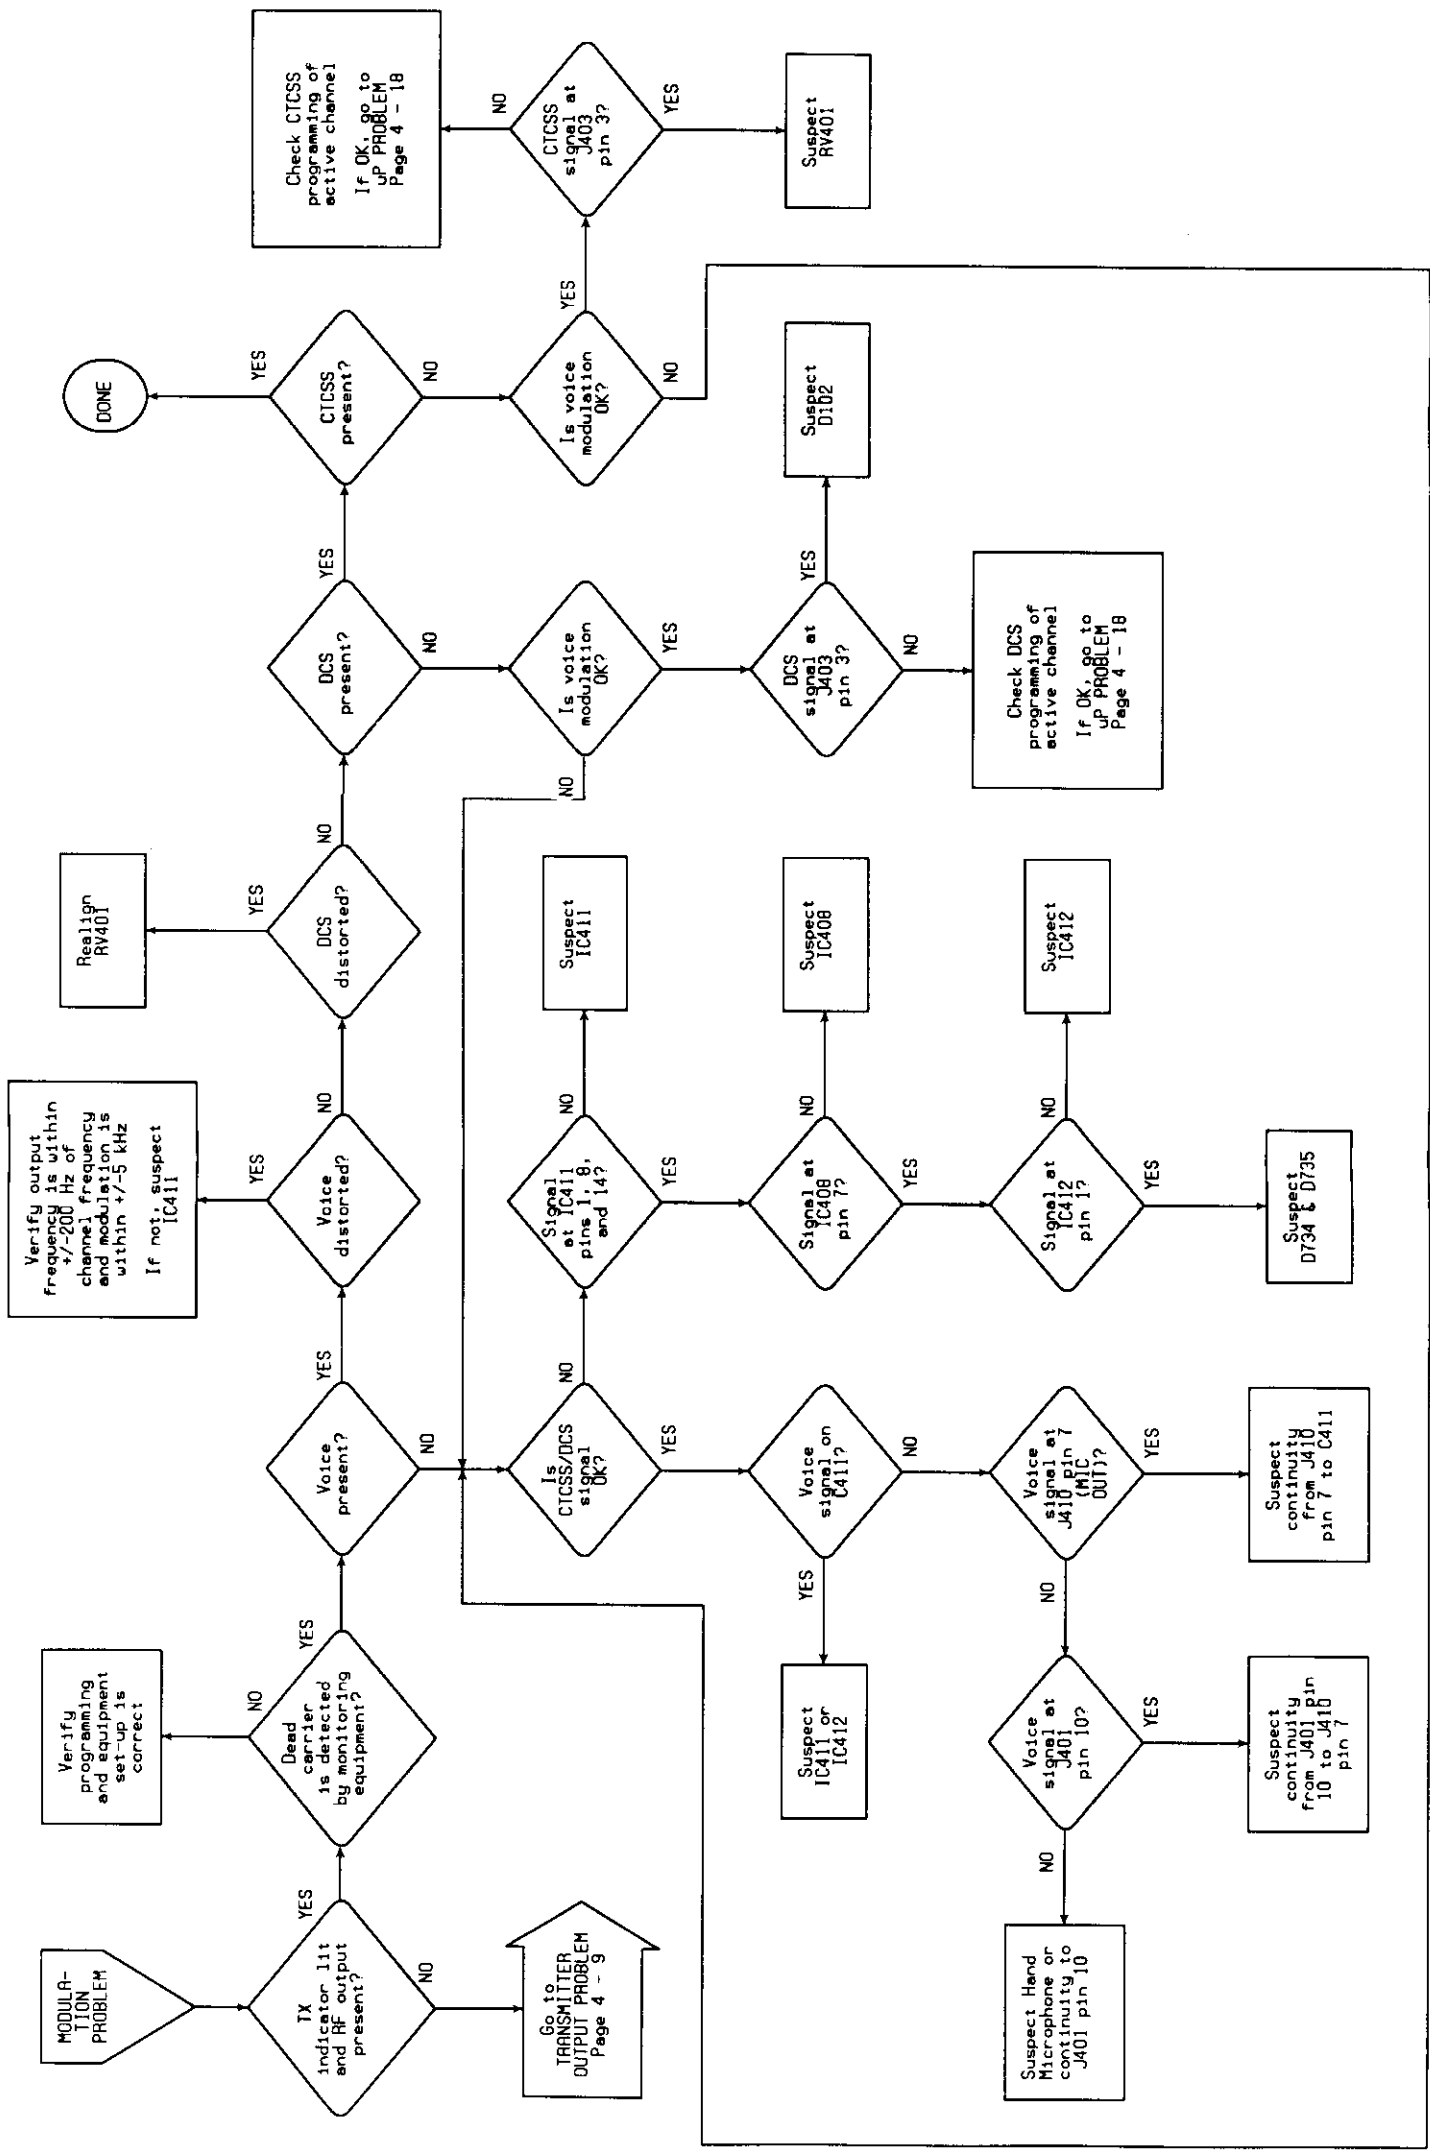 MODULA-
TION
PROBLEM
TX
indicator lit
and RF output
present?
YES
NO
Go to
TRANSMITTER
OUTPUT PROBLEM
Page 4 - 9
Dead
carrier
is detected
by monitoring
equipment?
NO
YES
Verify
programming
and equipment
set-up is
correct
Voice
present?
YES
NO
Voice
distorted?
YES
NO
Verify output
frequency is within
+/-200 Hz of
channel frequency
and modulation is
within +/-5 kHz
If not, suspect
IC411
DCS
distorted?
YES
NO
Realign
RV401
DCS
present?
YES
NO
CTCSS
present?
YES
NO
DONE
Is
CTCSS/DCS
signal
OK?
NO
YES
Signal
at IC411
pins 1, 8,
and 14?
NO
YES
Suspect
IC411
Is voice
modulation
OK?
NO
YES
Is voice
modulation
OK?
YES
NO
CTCSS
signal at
J403
pin 3?
NO
YES
Check CTCSS
programming of
active channel
If OK, go to
uP PROBLEM
Page 4 - 18
Suspect
RV401
Voice
signal on
C411?
YES
NO
Suspect
IC411 or
IC412
Signal at
IC408
pin 7?
NO
YES
Suspect
IC408
DCS
signal at
J403
pin 3?
YES
NO
Suspect
D102
Check DCS
programming of
active channel
If OK, go to
uP PROBLEM
Page 4 - 18
Voice
signal at
J410 pin 7
(MIC
OUT)?
NO
YES
Signal at
IC412
pin 1?
NO
YES
Suspect
IC412
Suspect
D734 & D735
Voice
signal at
J401
pin 10?
NO
YES
Suspect Hand
Microphone or
continuity to
J401 pin 10
Suspect
continuity
from J401 pin
10 to J410
pin 7
Suspect
continuity
from J410
pin 7 to C411